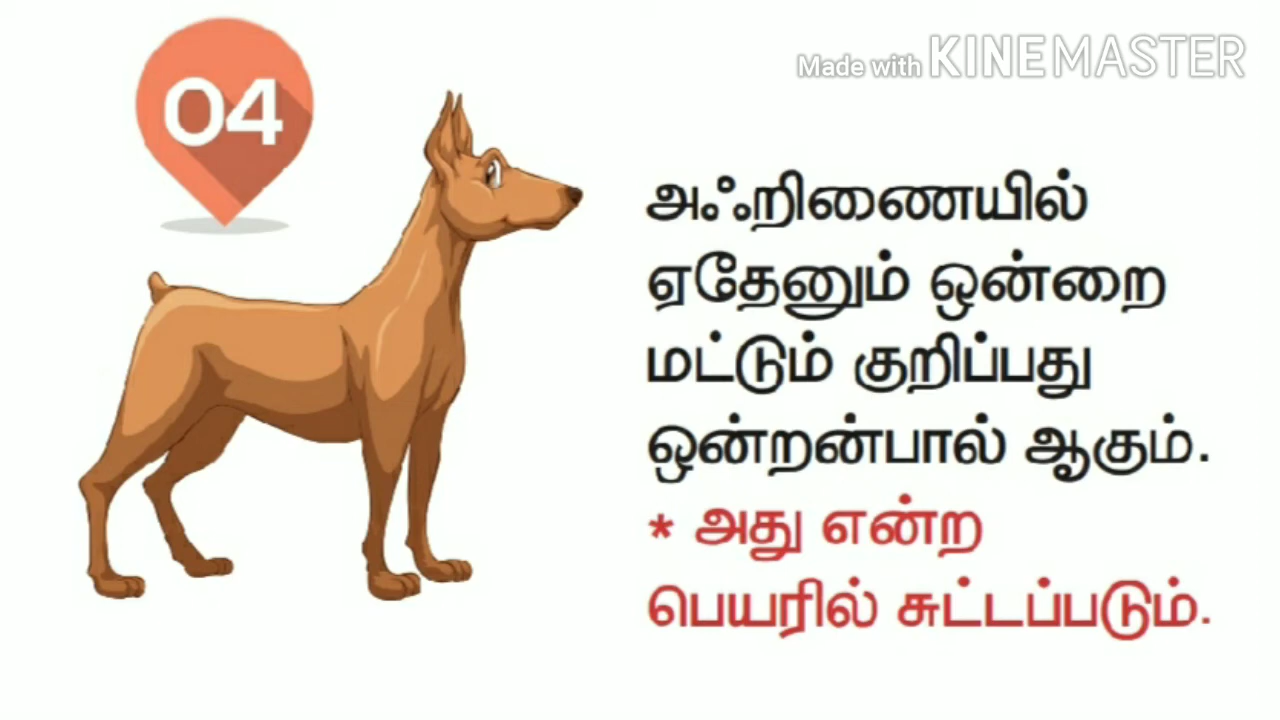 04
Made with KINEMASTER
அஃறிணையில்
ஏதேனும் ஒன்றை
மட்டும் குறிப்பது
ஒன்றன்பால் ஆகும்.
* அது என்ற
பெயரில் சுட்டப்படும்.